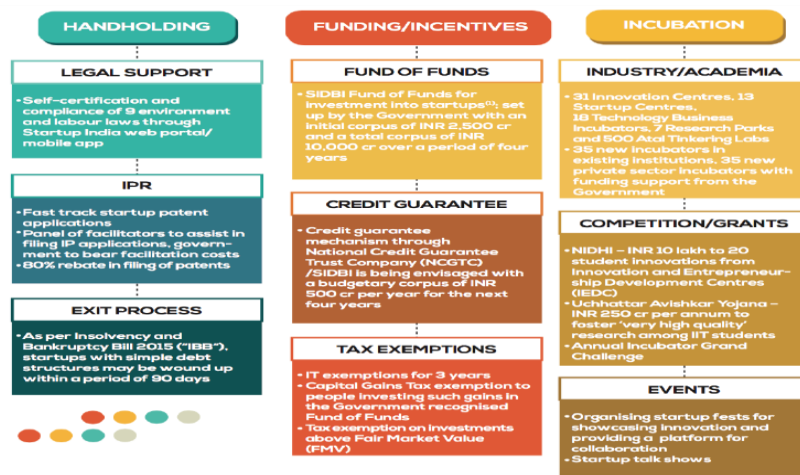 HANDHOLDING
LEGAL SUPPORT
• Self-certification and
compliance of 9 environment
and labour laws through
Startup India web portal/
mobile app
IPR
• Fast track startup patent
applications
• Panel of facilitators to assist in
filing IP applications, govern-
ment to bear facilitation costs
• 80% rebate in filing of patents
EXIT PROCESS
• As per Insolvency and
Bankruptcy Bill 2015 ("IBB"),
startups with simple debt
structures may be wound up
within a period of 90 days
FUNDING/INCENTIVES
FUND OF FUNDS
• SIDBI Fund of Funds for
investment into startups⁽¹⁾; set
up by the Government with an
initial corpus of INR 2,500 cr
and a total corpus of INR
10,000 cr over a period of four
years
CREDIT GUARANTEE
• Credit guarantee
mechanism through
National Credit Guarantee
Trust Company (NCGTC)
/SIDBI is being envisaged with
a budgetary corpus of INR
500 cr per year for the next
four years
TAX EXEMPTIONS
• IT exemptions for 3 years
• Capital Gains Tax exemption to
people investing such gains in
the Government recognised
Fund of Funds
• Tax exemption on investments
above Fair Market Value
(FMV)
INCUBATION
INDUSTRY/ACADEMIA
• 31 Innovation Centres, 13
Startup Centres,
18 Technology Business
Incubators, 7 Research Parks
and 500 Atal Tinkering Labs
• 35 new incubators in
existing institutions, 35 new
private sector incubators with
funding support from the
Government
COMPETITION/GRANTS
• NIDHI – INR 10 lakh to 20
student innovations from
Innovation and Entrepreneur-
ship Development Centres
(IEDC)
• Uchhattar Avishkar Yojana –
INR 250 cr per annum to
foster 'very high quality'
research among IIT students
• Annual Incubator Grand
Challenge
EVENTS
• Organising startup fests for
showcasing innovation and
providing a platform for
collaboration
• Startup talk shows